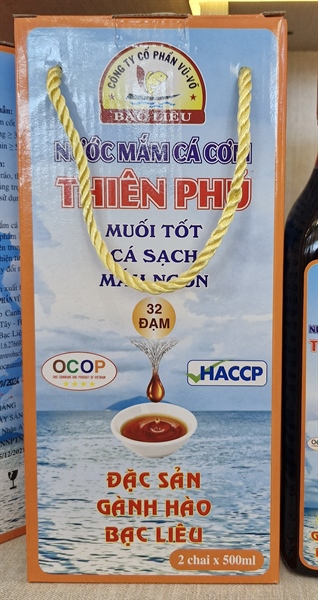 CÔNG TY CỔ PHẦN VŨ-VÕ
BẠC LIÊU
NƯỚC MẮM CÁ CƠM
THIÊN PHÚ
MUỐI TỐT
CÁ SẠCH
MẮM NGON
32
ĐẠM
OCOP
HACCP
ĐẶC SẢN
GÀNH HÀO
BẠC LIÊU
2 chai x 500ml